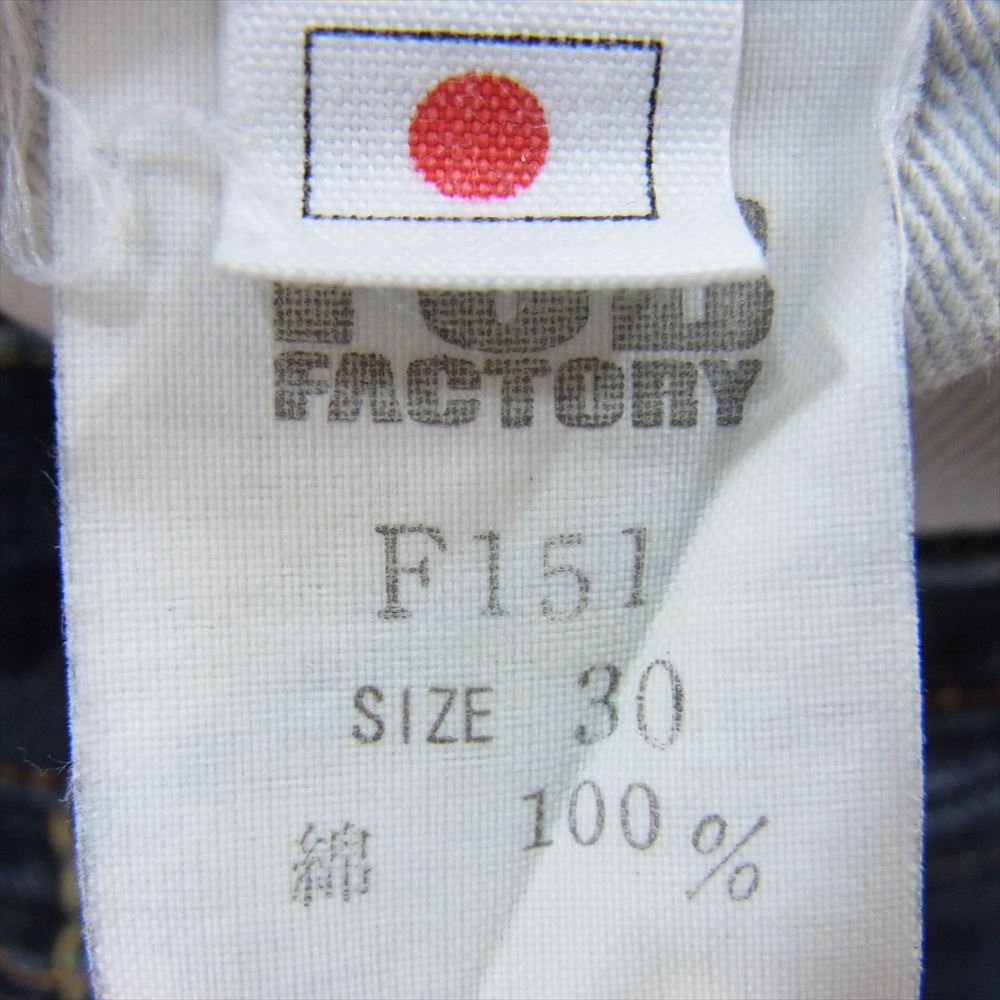 FACTORY
F151
SIZE 30
綿 100%